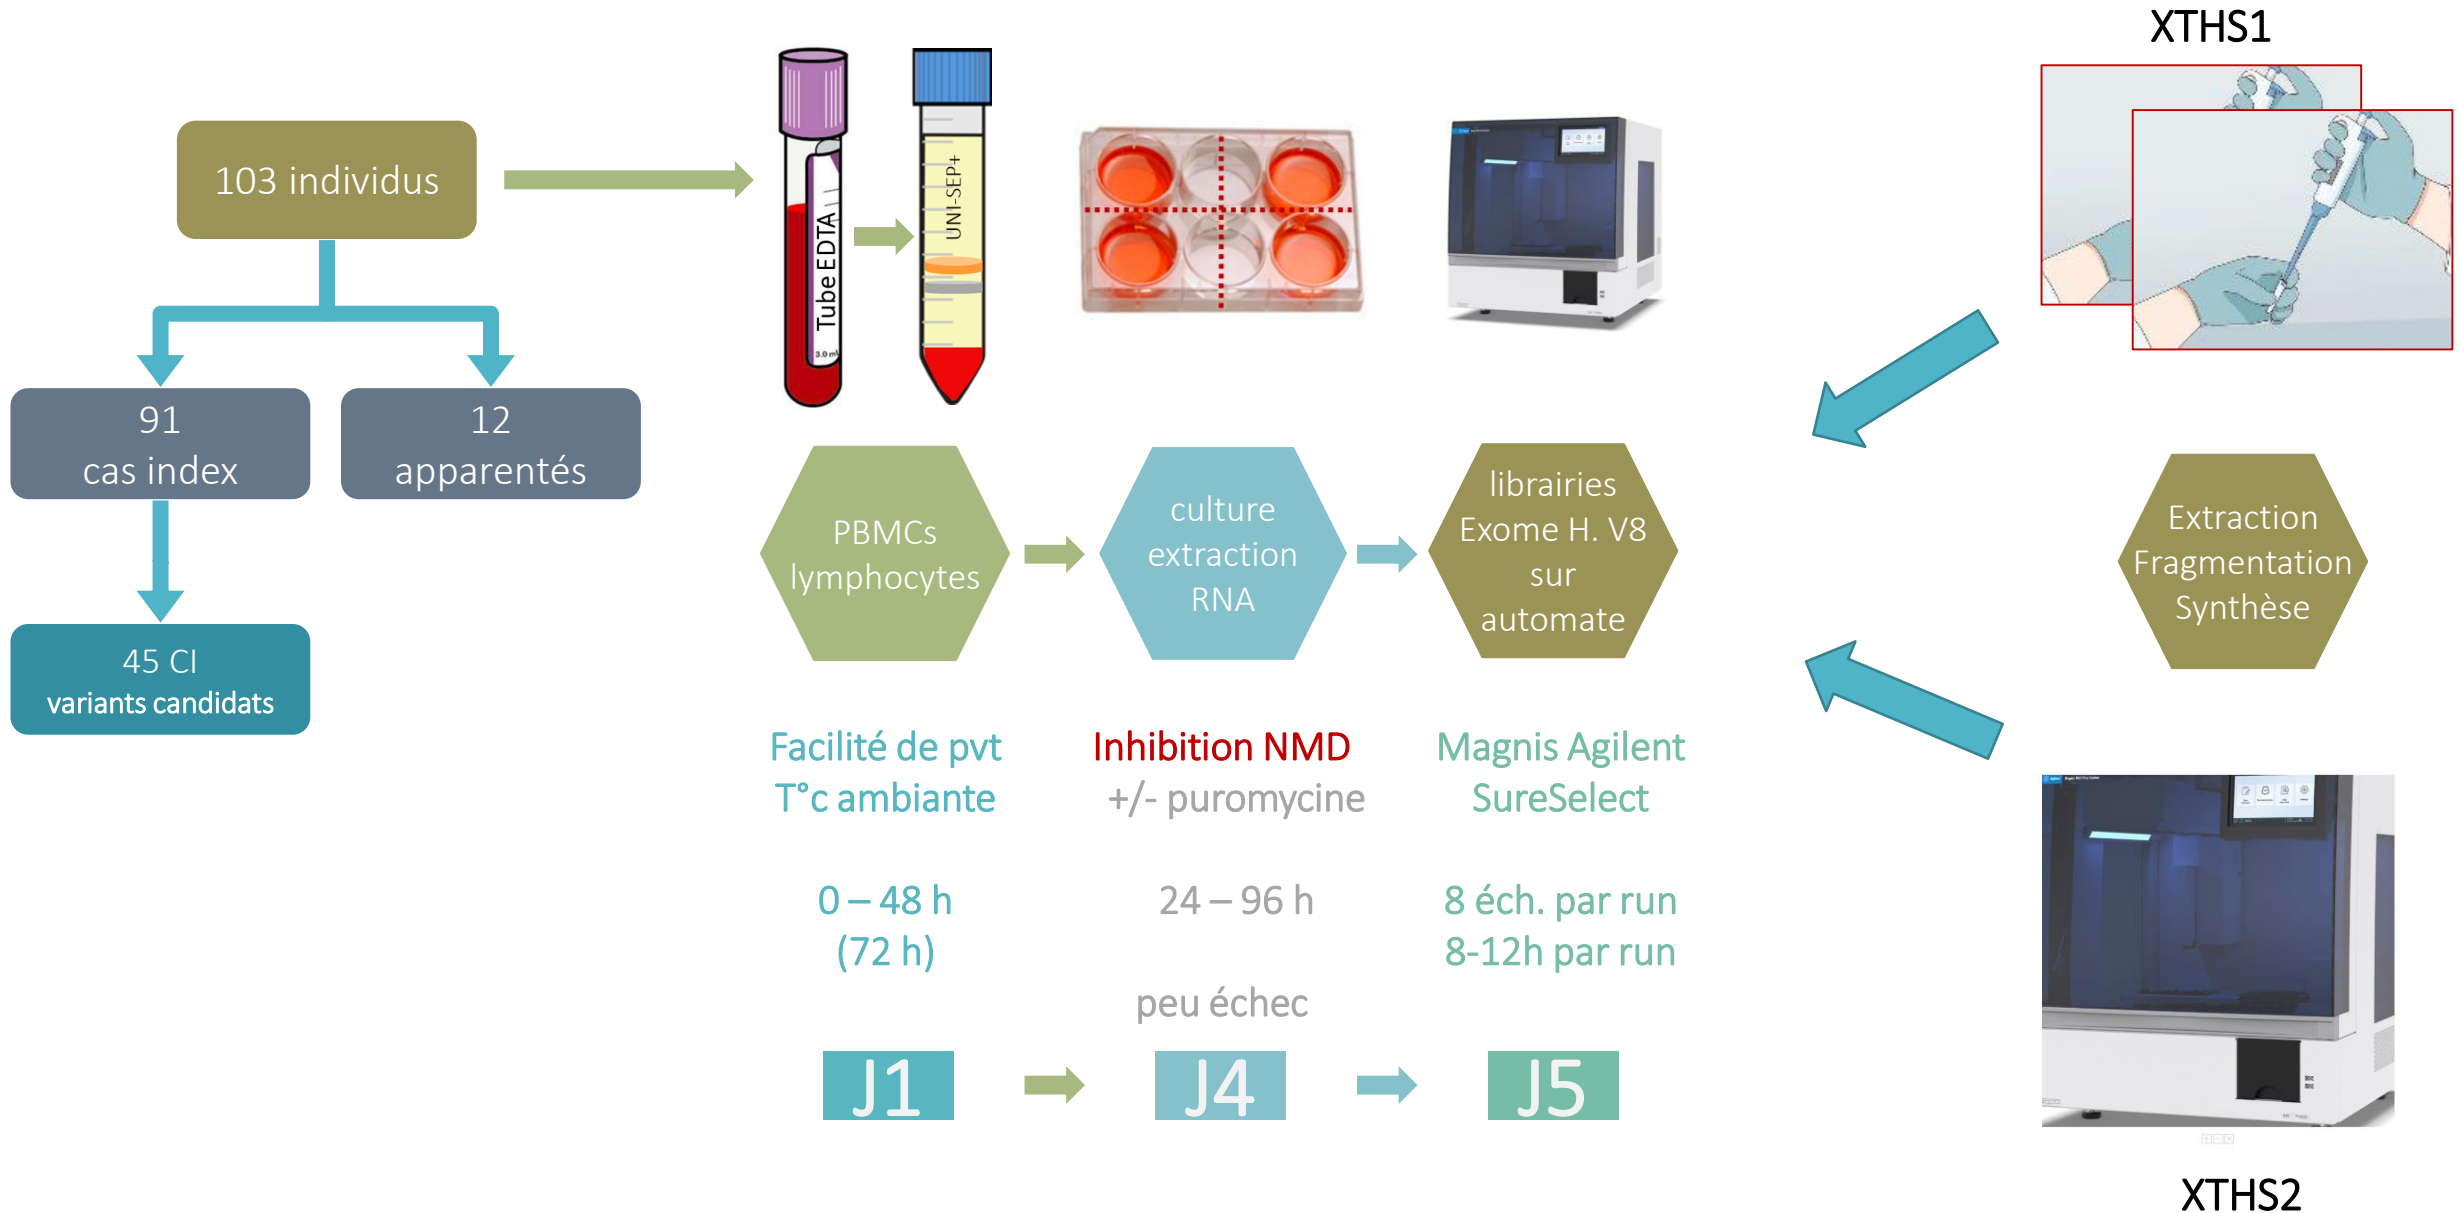 XTHS1
103 individus
91
cas index
12
apparentés
45 CI
variants candidats
Tube EDTA
3.0 mL
UNI-SEP+
PBMCs
lymphocytes
culture
extraction
RNA
librairies
Exome H. V8
sur
automate
Extraction
Fragmentation
Synthèse
Facilité de pvt
T°c ambiante
Inhibition NMD
+/- puromycine
Magnis Agilent
SureSelect
0 – 48 h
(72 h)
24 – 96 h
8 éch. par run
8-12h par run
peu échec
J1
J4
J5
XTHS2